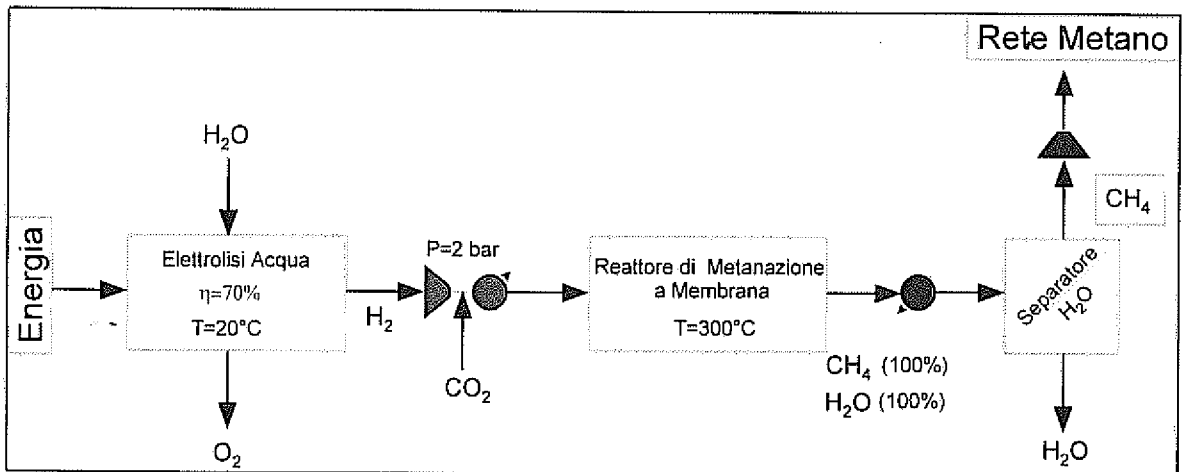 Rete Metano
H₂O
CH₄
Energia
Elettrolisi Acqua
η=70%
T=20°C
H₂
P=2 bar
CO₂
Reattore di Metanazione
a Membrana
T=300°C
CH₄ (100%)
H₂O (100%)
Separatore
H₂O
O₂
H₂O